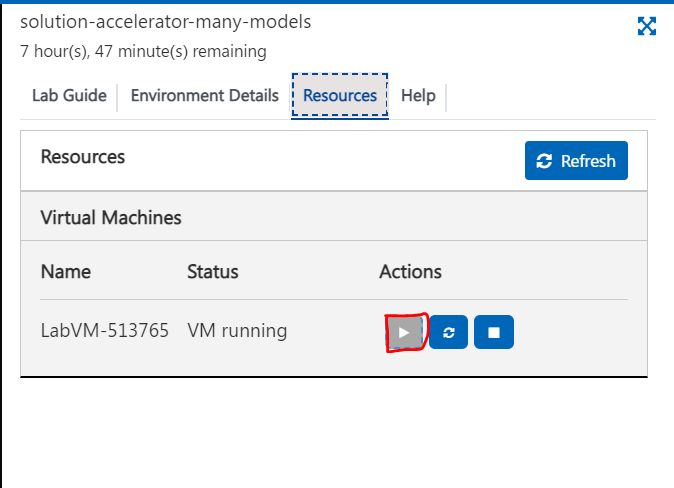 solution-accelerator-many-models
7 hour(s), 47 minute(s) remaining
Lab Guide Environment Details Resources Help
Resources Refresh
Virtual Machines
Name Status Actions
LabVM-513765 VM running